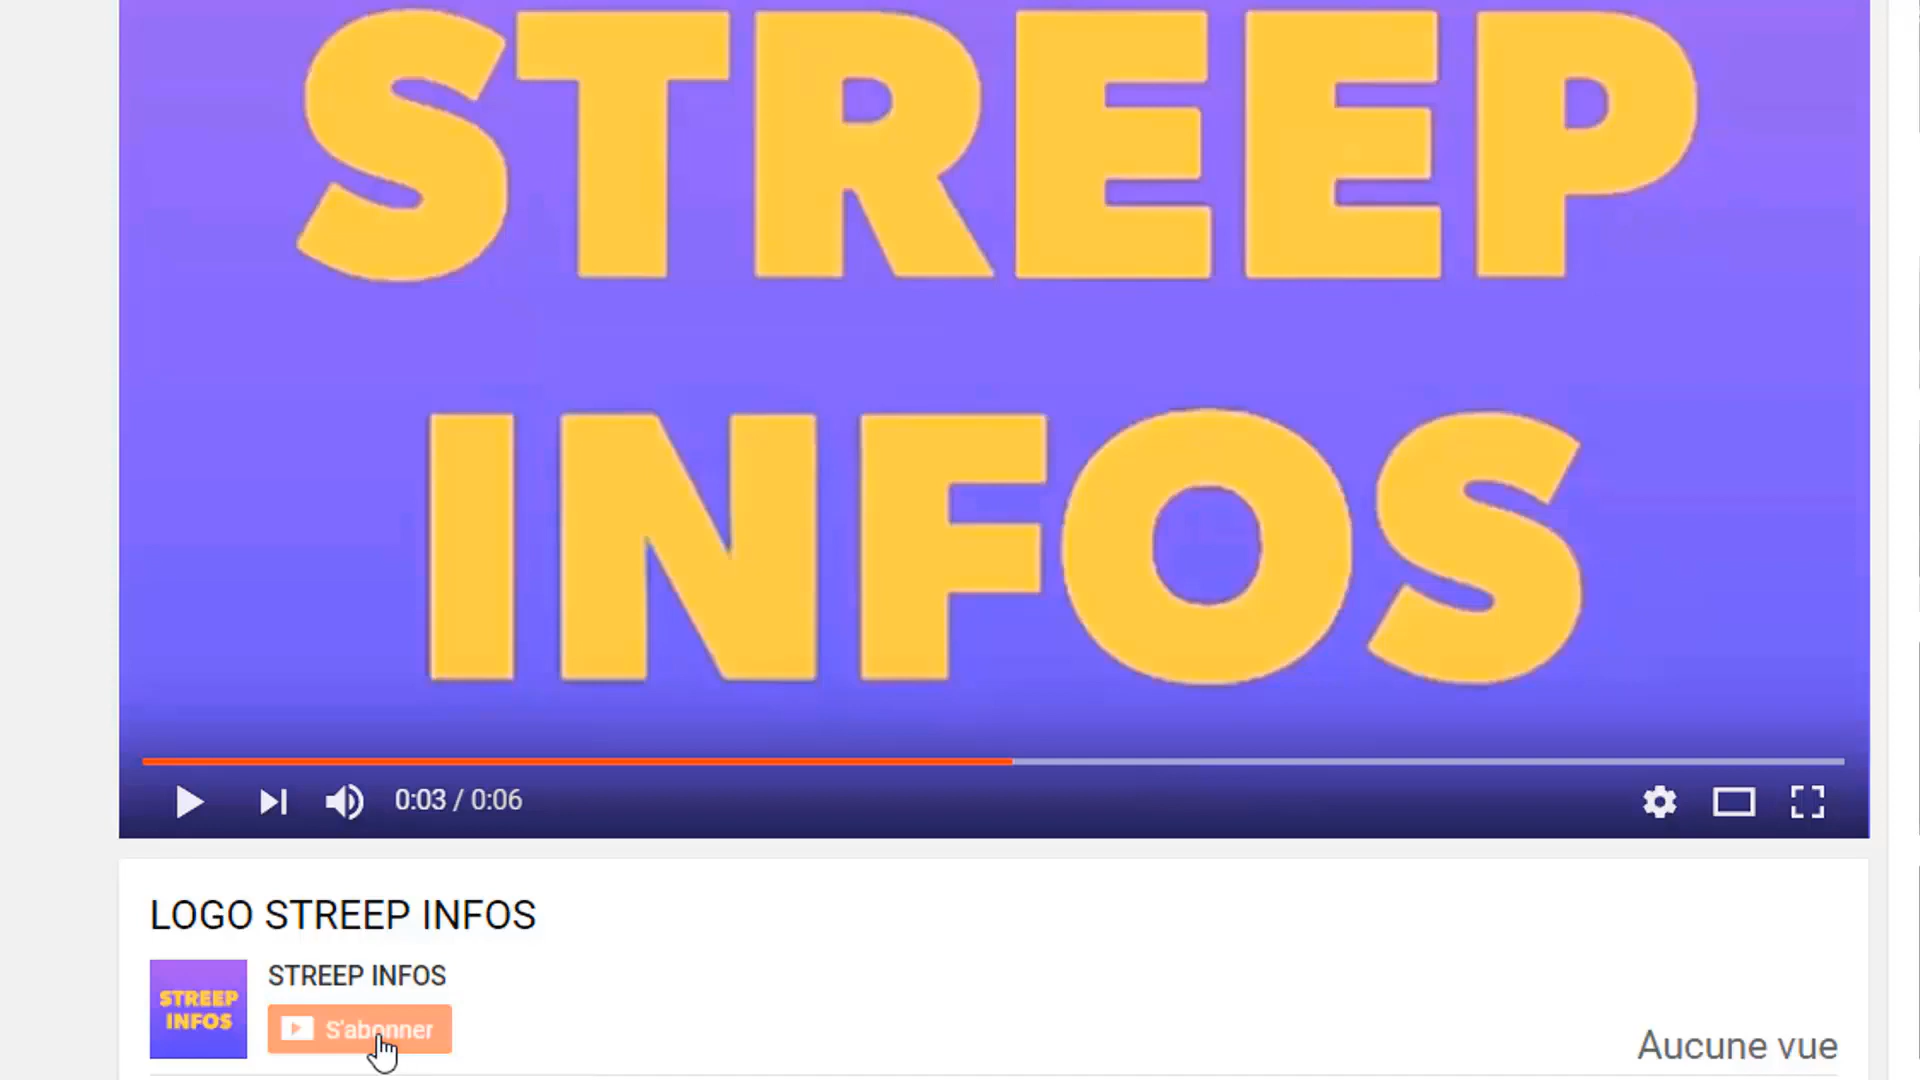 STREEP
INFOS
0:03 / 0:06
LOGO STREEP INFOS
STREEP INFOS
STREEP
INFOS
S'abonner
Aucune vue